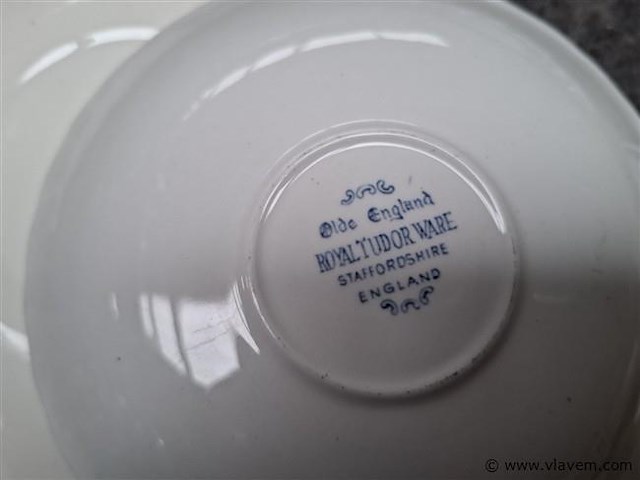 Olde England
ROYAL TUDOR WARE
STAFFORDSHIRE
ENGLAND
© www.vlavem.com